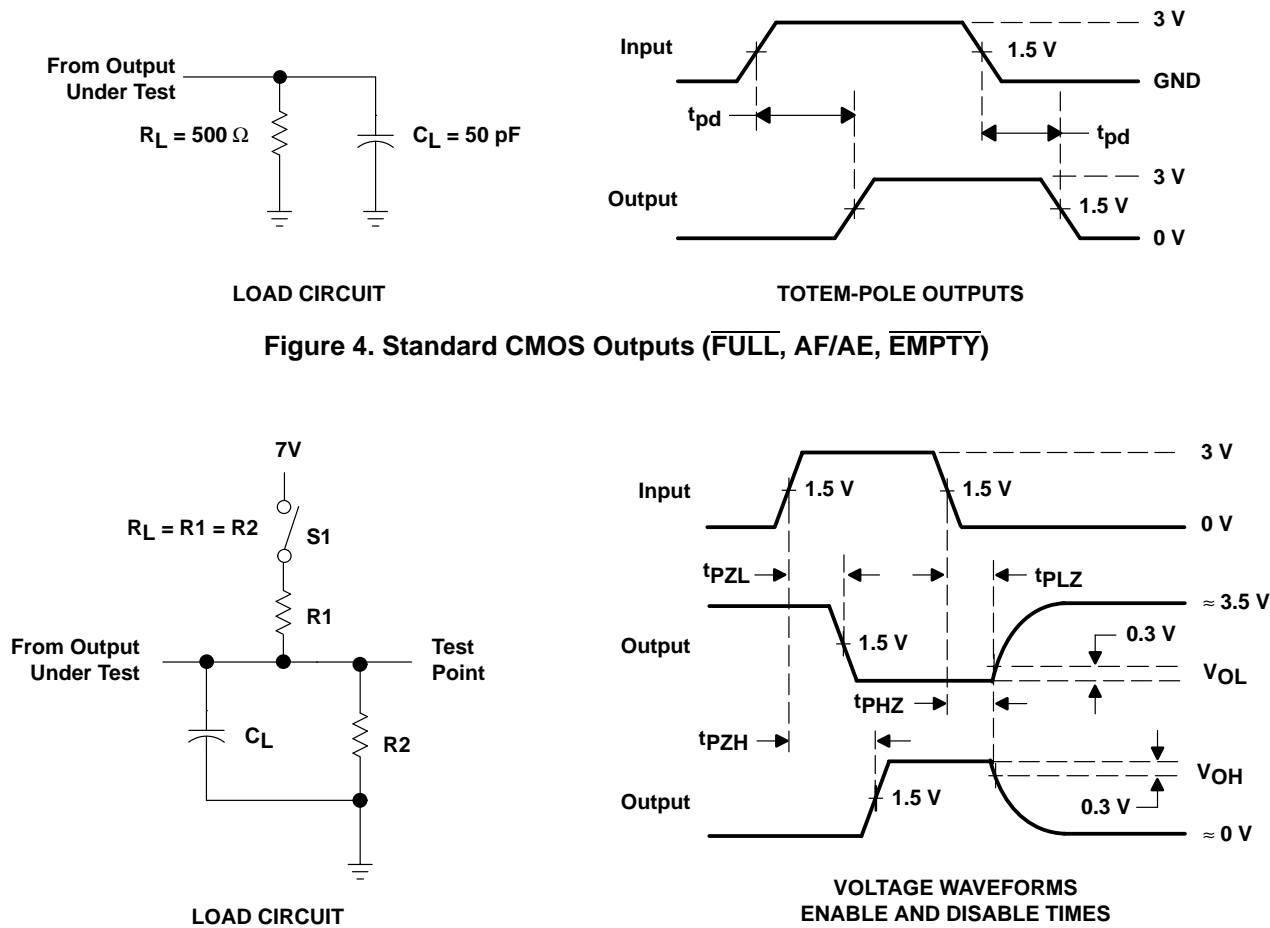 From Output
Under Test
RL = 500 Ω
CL = 50 pF
LOAD CIRCUIT
Input
3 V
1.5 V
GND
tpd
tpd
Output
3 V
1.5 V
0 V
TOTEM-POLE OUTPUTS
Figure 4. Standard CMOS Outputs (FULL, AF/AE, EMPTY)
7V
RL = R1 = R2
S1
R1
From Output
Under Test
Test
Point
CL
R2
LOAD CIRCUIT
Input
3 V
1.5 V
1.5 V
0 V
tPZL
tPLZ
≈ 3.5 V
Output
1.5 V
0.3 V
VOL
tPHZ
tPZH
VOH
Output
1.5 V
0.3 V
≈ 0 V
VOLTAGE WAVEFORMS
ENABLE AND DISABLE TIMES